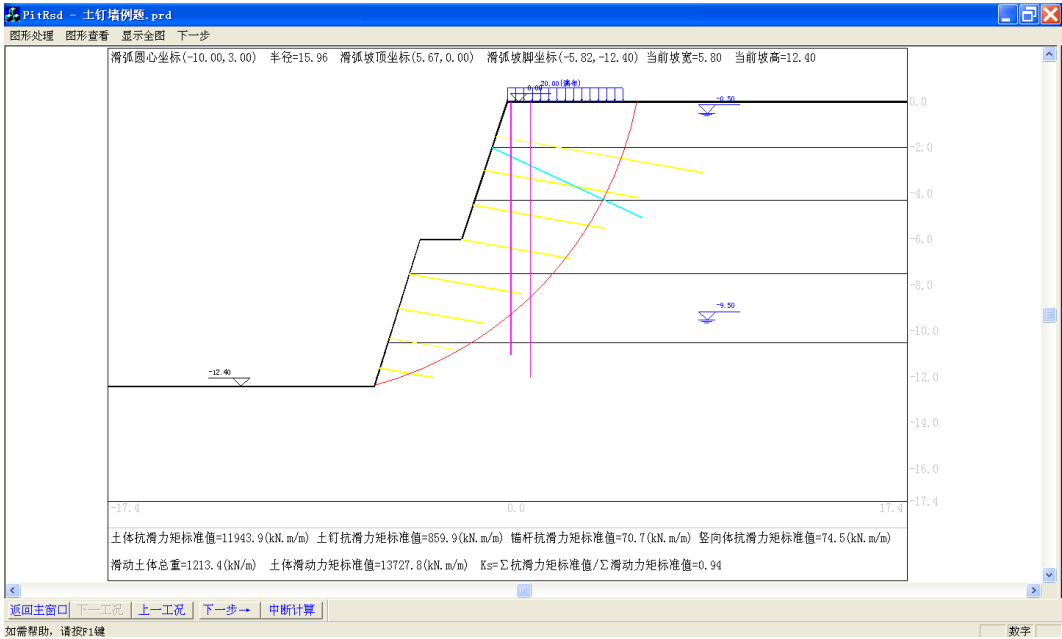 PitRsd - 土钉墙例题.prd
图形处理 图形查看 显示全图 下一步
滑弧圆心坐标(-10.00,3.00) 半径=15.96 滑弧坡顶坐标(5.67,0.00) 滑弧坡脚坐标(-5.82,-12.40) 当前坡宽=5.80 当前坡高=12.40
20.00(满布)
0.00
-0.50
0.0
-2.0
-4.0
-6.0
-8.0
-9.50
-10.0
-12.40
-12.0
-14.0
-16.0
-17.4
-17.4 0.0 17.4
土体抗滑力矩标准值=11943.9(kN.m/m) 土钉抗滑力矩标准值=859.9(kN.m/m) 锚杆抗滑力矩标准值=70.7(kN.m/m) 竖向体抗滑力矩标准值=74.5(kN.m/m)
滑动土体总重=1213.4(kN/m) 土体滑动力矩标准值=13727.8(kN.m/m) Ks=Σ抗滑力矩标准值/Σ滑动力矩标准值=0.94
返回主窗口 下一工况 上一工况 下一步→ 中断计算
如需帮助，请按F1键 数字